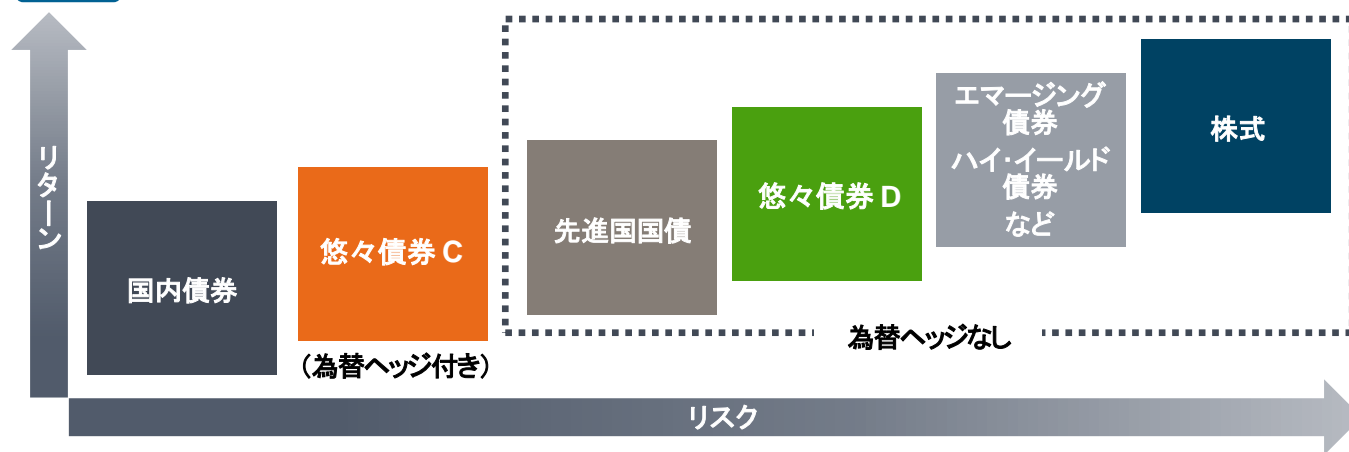 リターン
国内債券
悠々債券 C
(為替ヘッジ付き)
先進国国債
悠々債券 D
エマージング
債券
ハイ・イールド
債券
など
株式
為替ヘッジなし
リスク